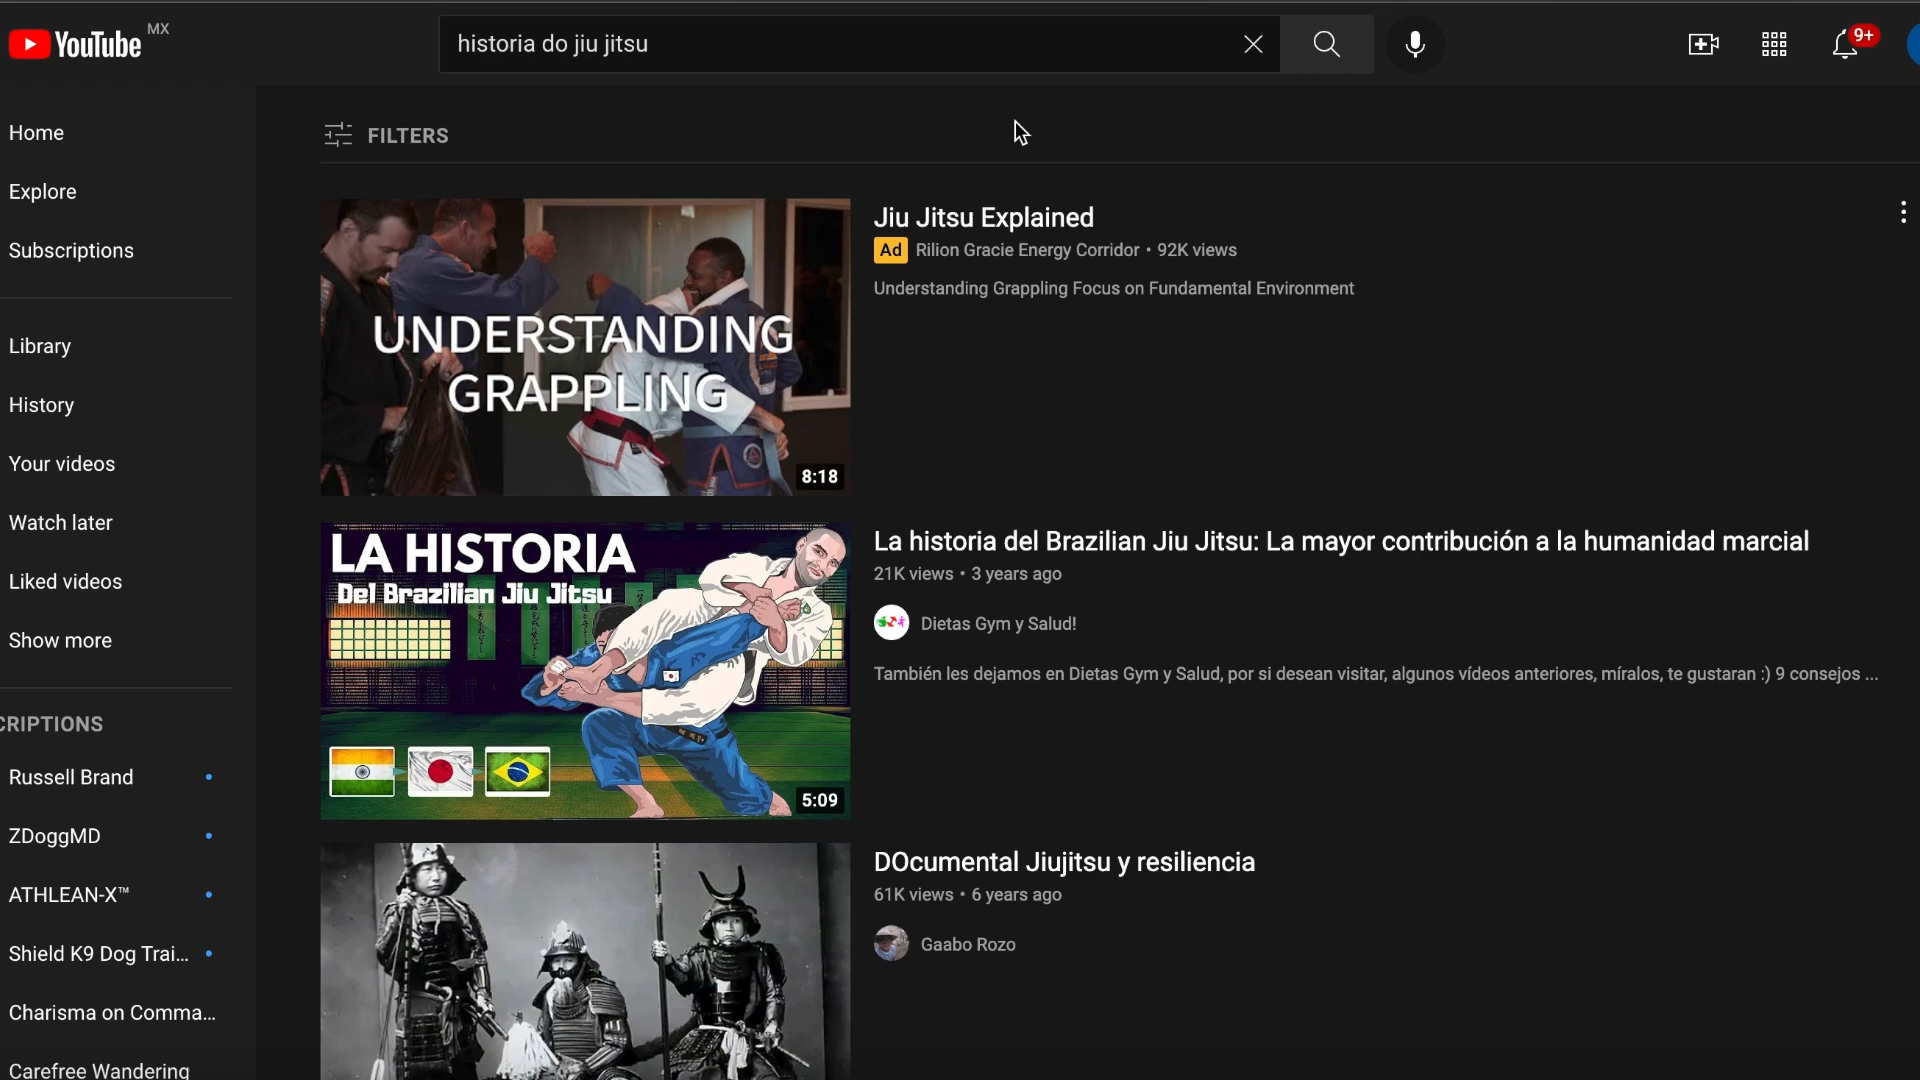 YouTube MX
historia do jiu jitsu
9+
Home
Explore
Subscriptions
Library
History
Your videos
Watch later
Liked videos
Show more
CRIPTIONS
Russell Brand
ZDoggMD
ATHLEAN-X™
Shield K9 Dog Trai...
Charisma on Comma...
Carefree Wandering
FILTERS
UNDERSTANDING
GRAPPLING
8:18
Jiu Jitsu Explained
Ad Rilion Gracie Energy Corridor • 92K views
Understanding Grappling Focus on Fundamental Environment
LA HISTORIA
Del Brazilian Jiu Jitsu
5:09
La historia del Brazilian Jiu Jitsu: La mayor contribución a la humanidad marcial
21K views • 3 years ago
Dietas Gym y Salud!
También les dejamos en Dietas Gym y Salud, por si desean visitar, algunos vídeos anteriores, míralos, te gustaran :) 9 consejos ...
DOcumental Jiujitsu y resiliencia
61K views • 6 years ago
Gaabo Rozo